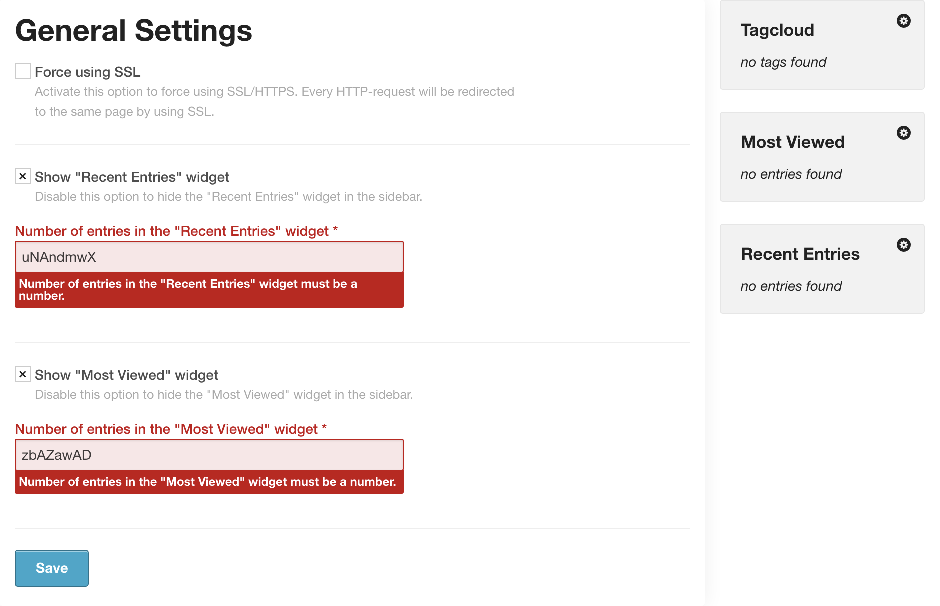 General Settings
Force using SSL
Activate this option to force using SSL/HTTPS. Every HTTP-request will be redirected
to the same page by using SSL.
Show "Recent Entries" widget
Disable this option to hide the "Recent Entries" widget in the sidebar.
Number of entries in the "Recent Entries" widget *
uNAndmwX
Number of entries in the "Recent Entries" widget must be a
number.
Show "Most Viewed" widget
Disable this option to hide the "Most Viewed" widget in the sidebar.
Number of entries in the "Most Viewed" widget *
zbAZawAD
Number of entries in the "Most Viewed" widget must be a number.
Save
Tagcloud
no tags found
Most Viewed
no entries found
Recent Entries
no entries found